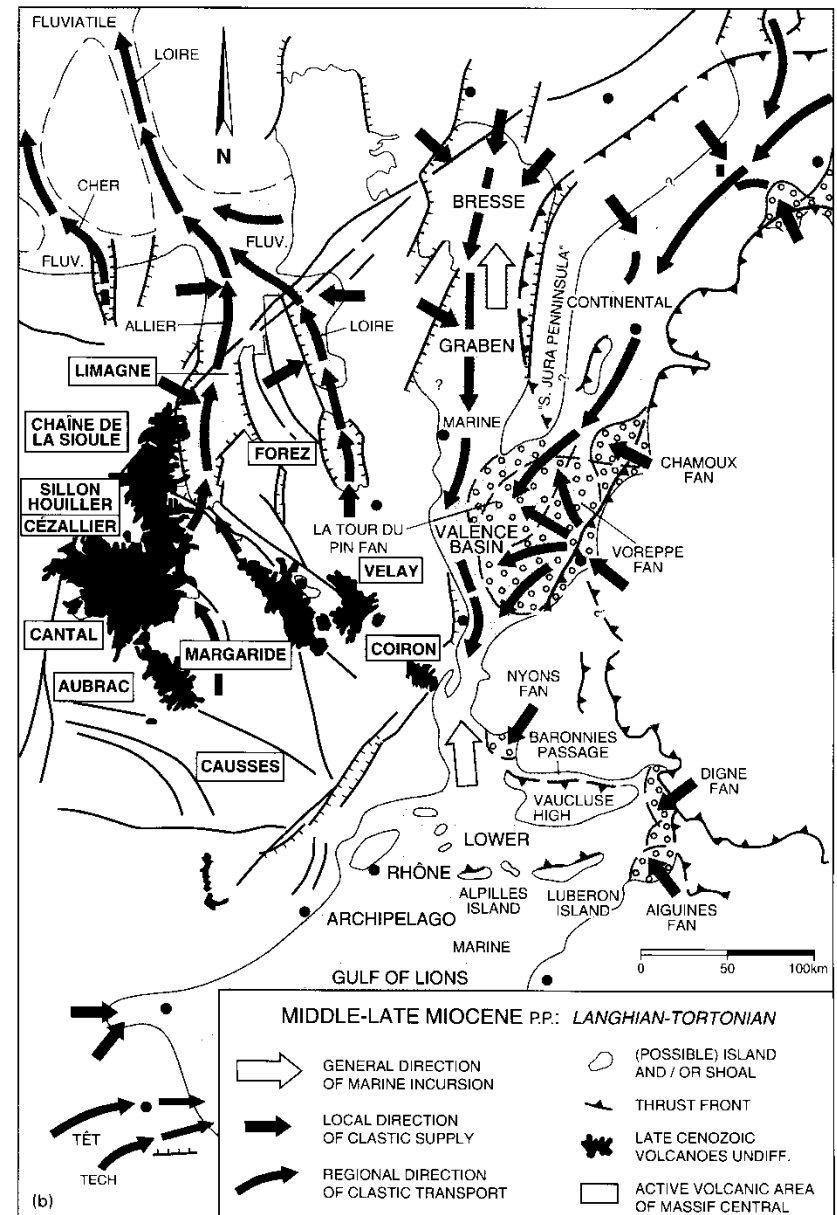 FLUVIATILE
LOIRE
N
CHER
FLUV.
FLUV.
BRESSE
CONTINENTAL
"S. JURA PENNINSULA"
?
?
?
ALLIER
LOIRE
GRABEN
LIMAGNE
MARINE
CHAÎNE DE
LA SIOULE
FOREZ
CHAMOUX
FAN
SILLON
HOUILLER
CÉZALLIER
LA TOUR DU
PIN FAN
VALENCE
BASIN
VOREPPE
FAN
VELAY
CANTAL
MARGARIDE
COIRON
AUBRAC
NYONS
FAN
BARONNIES
PASSAGE
CAUSSES
VAUCLUSE
HIGH
DIGNE
FAN
LOWER
RHÔNE
ARCHIPELAGO
ALPILLES
ISLAND
LUBERON
ISLAND
AIGUINES
FAN
MARINE
GULF OF LIONS
0 50 100km
TÊT
TECH
(b)
MIDDLE-LATE MIOCENE P.P.: LANGHIAN-TORTONIAN
GENERAL DIRECTION
OF MARINE INCURSION
LOCAL DIRECTION
OF CLASTIC SUPPLY
REGIONAL DIRECTION
OF CLASTIC TRANSPORT
(POSSIBLE) ISLAND
AND / OR SHOAL
THRUST FRONT
LATE CENOZOIC
VOLCANOES UNDIFF.
ACTIVE VOLCANIC AREA
OF MASSIF CENTRAL